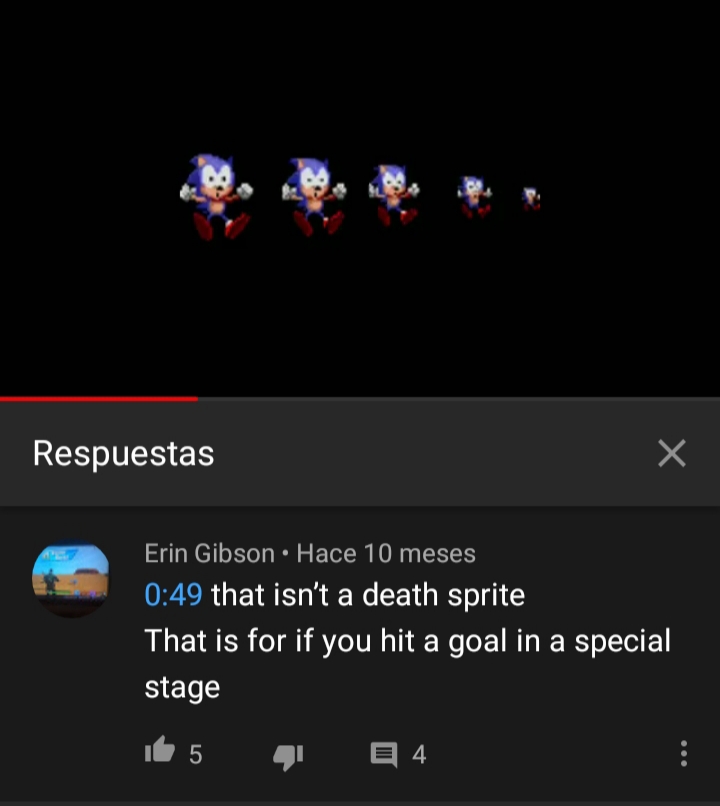 Respuestas
Erin Gibson • Hace 10 meses
0:49 that isn’t a death sprite
That is for if you hit a goal in a special
stage
5
4